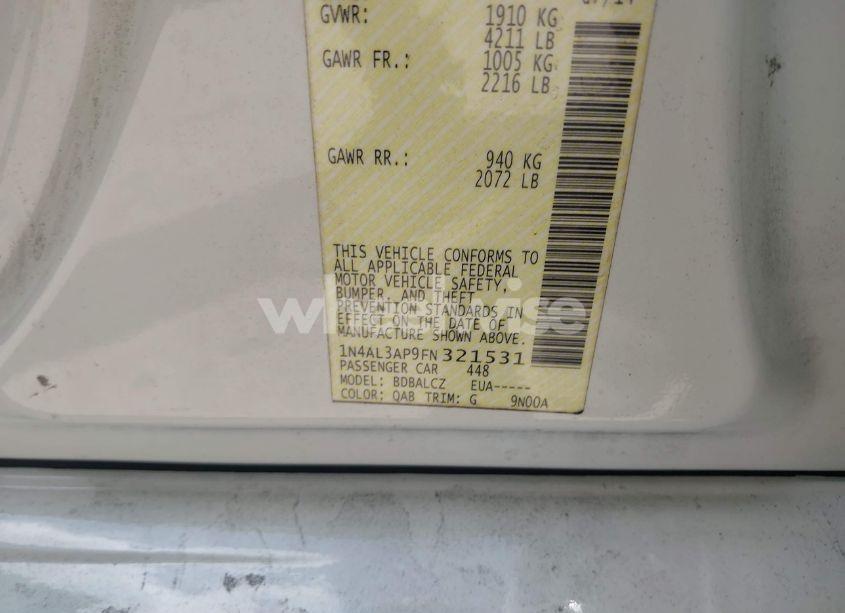 GVWR: 1910 KG
4211 LB
GAWR FR.: 1005 KG
2216 LB
GAWR RR.: 940 KG
2072 LB
THIS VEHICLE CONFORMS TO
ALL APPLICABLE FEDERAL
MOTOR VEHICLE SAFETY,
BUMPER, AND THEFT
PREVENTION STANDARDS IN
EFFECT ON THE DATE OF
MANUFACTURE SHOWN ABOVE.
1N4AL3AP9FN321531
PASSENGER CAR 448
MODEL: BDBALCZ EUA-----
COLOR: QAB TRIM: G 9N00A